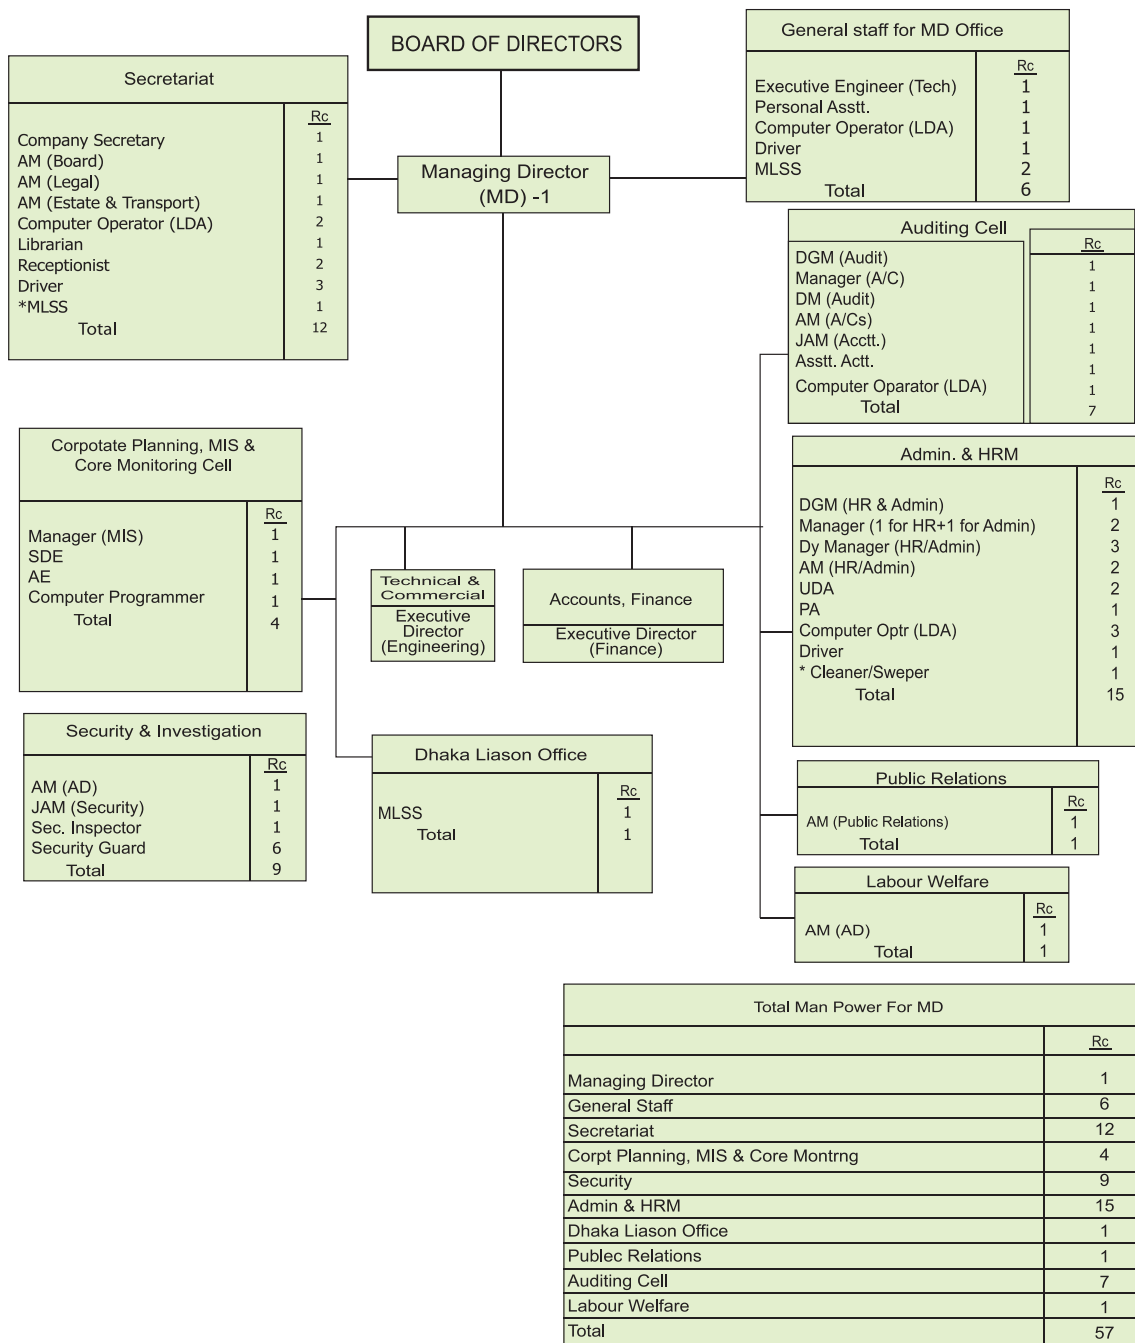 BOARD OF DIRECTORS
General staff for MD Office
Rc
Executive Engineer (Tech) 1
Personal Asstt. 1
Computer Operator (LDA) 1
Driver 1
MLSS 2
Total 6
Secretariat
Rc
Company Secretary 1
AM (Board) 1
AM (Legal) 1
AM (Estate & Transport) 1
Computer Operator (LDA) 2
Librarian 1
Receptionist 2
Driver 3
*MLSS 1
Total 12
Managing Director
(MD) -1
Auditing Cell
Rc
DGM (Audit) 1
Manager (A/C) 1
DM (Audit) 1
AM (A/Cs) 1
JAM (Acctt.) 1
Asstt. Actt. 1
Computer Oparator (LDA) 1
Total 7
Corpotate Planning, MIS &
Core Monitoring Cell
Rc
Manager (MIS) 1
SDE 1
AE 1
Computer Programmer 1
Total 4
Technical &
Commercial
Executive
Director
(Engineering)
Accounts, Finance
Executive Director
(Finance)
Admin. & HRM
Rc
DGM (HR & Admin) 1
Manager (1 for HR+1 for Admin) 2
Dy Manager (HR/Admin) 3
AM (HR/Admin) 2
UDA 2
PA 1
Computer Optr (LDA) 3
Driver 1
* Cleaner/Sweper 1
Total 15
Security & Investigation
Rc
AM (AD) 1
JAM (Security) 1
Sec. Inspector 1
Security Guard 6
Total 9
Dhaka Liason Office
Rc
MLSS 1
Total 1
Public Relations
Rc
AM (Public Relations) 1
Total 1
Labour Welfare
Rc
AM (AD) 1
Total 1
Total Man Power For MD
Rc
Managing Director 1
General Staff 6
Secretariat 12
Corpt Planning, MIS & Core Montrng 4
Security 9
Admin & HRM 15
Dhaka Liason Office 1
Publec Relations 1
Auditing Cell 7
Labour Welfare 1
Total 57